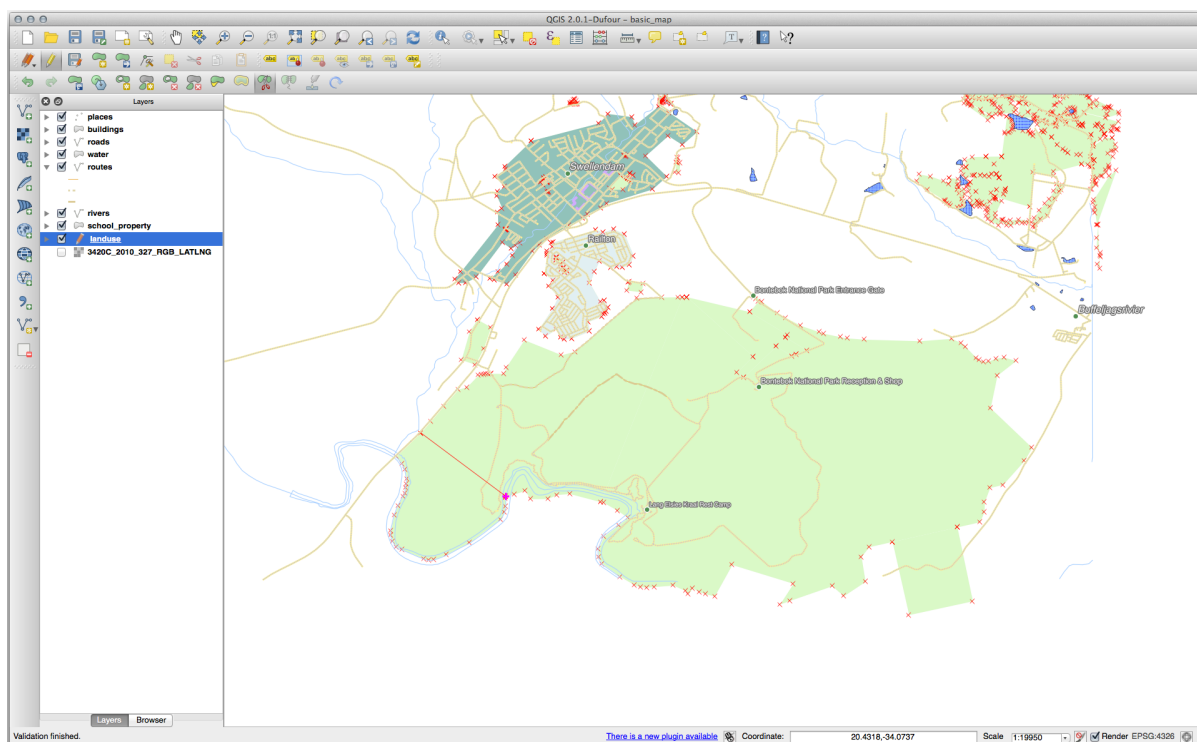 QGIS 2.0.1-Dufour - basic_map
Layers
places
buildings
roads
water
routes
rivers
school_property
landuse
3420C_2010_327_RGB_LATLNG
Swellendam
Railton
Bontebok National Park Entrance Gate
Buffeljagsrivier
Bontebok National Park Reception & Shop
Lang Elsies Kraal Rest Camp
Layers Browser
Validation finished. There is a new plugin available Coordinate: 20.4318,-34.0737 Scale 1:19950 Render EPSG:4326